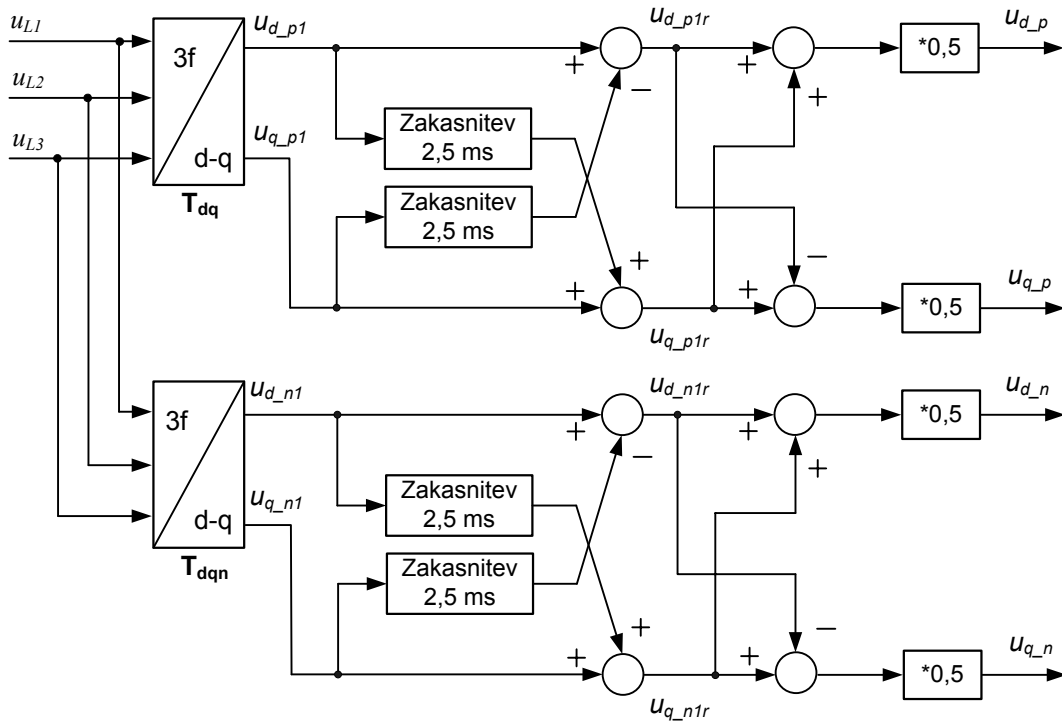 u_L1
u_L2
u_L3
3f
d-q
T_dq
u_d_p1
u_q_p1
Zakasnitev
2,5 ms
Zakasnitev
2,5 ms
+
−
+
+
u_d_p1r
u_q_p1r
+
+
−
+
*0,5
*0,5
u_d_p
u_q_p
3f
d-q
T_dqn
u_d_n1
u_q_n1
Zakasnitev
2,5 ms
Zakasnitev
2,5 ms
+
−
+
+
u_d_n1r
u_q_n1r
+
+
−
+
*0,5
*0,5
u_d_n
u_q_n